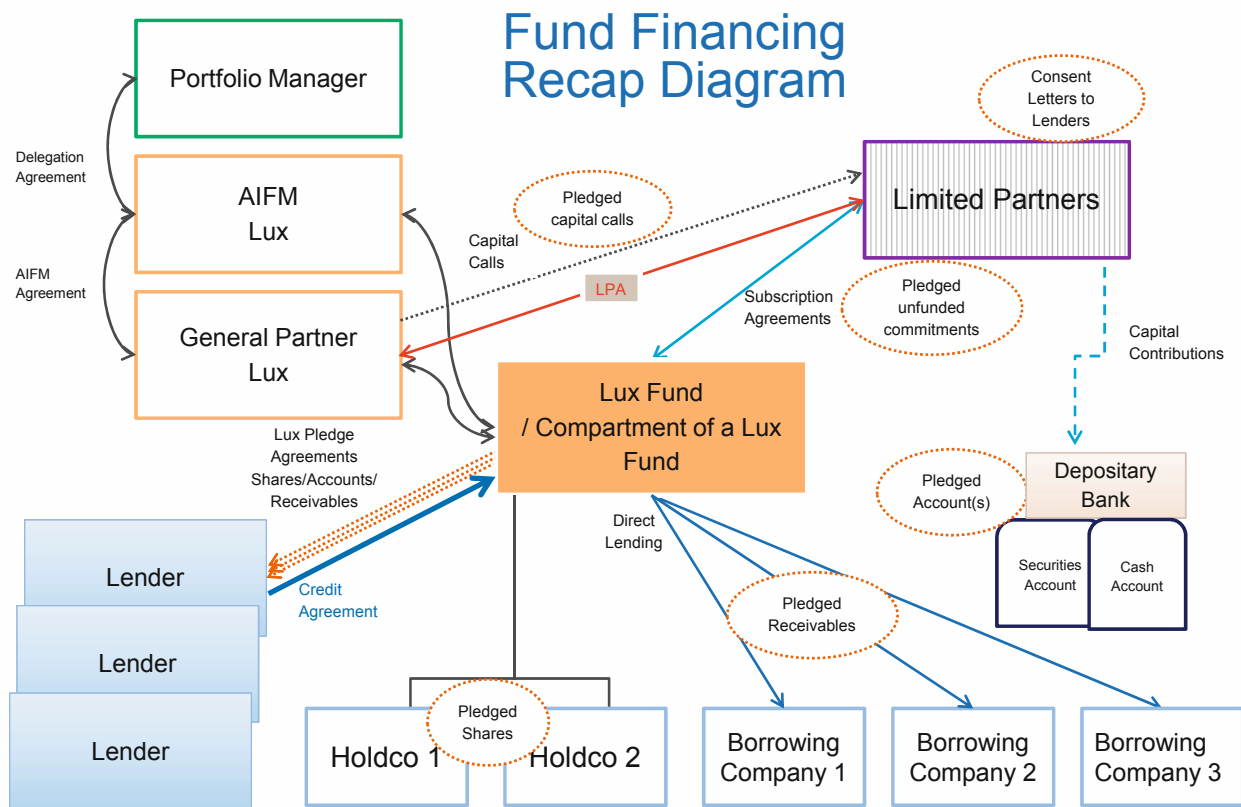 Fund Financing
Recap Diagram
Portfolio Manager
Consent
Letters to
Lenders
Delegation
Agreement
AIFM
Lux
Pledged
capital calls
Limited Partners
Capital
Calls
AIFM
Agreement
LPA
Subscription
Agreements
Pledged
unfunded
commitments
General Partner
Lux
Capital
Contributions
Lux Fund
/ Compartment of a Lux
Fund
Lux Pledge
Agreements
Shares/Accounts/
Receivables
Pledged
Account(s)
Depositary
Bank
Direct
Lending
Securities
Account
Cash
Account
Lender
Credit
Agreement
Pledged
Receivables
Lender
Lender
Pledged
Shares
Holdco 1
Holdco 2
Borrowing
Company 1
Borrowing
Company 2
Borrowing
Company 3